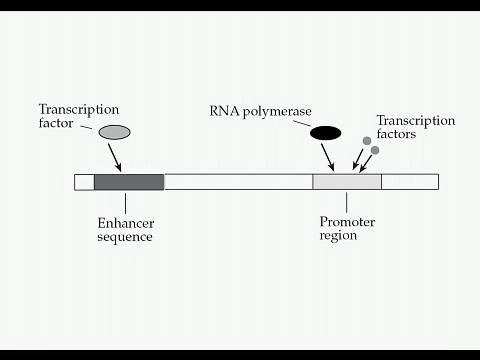 Transcription
factor
RNA polymerase
Transcription
factors
Enhancer
sequence
Promoter
region